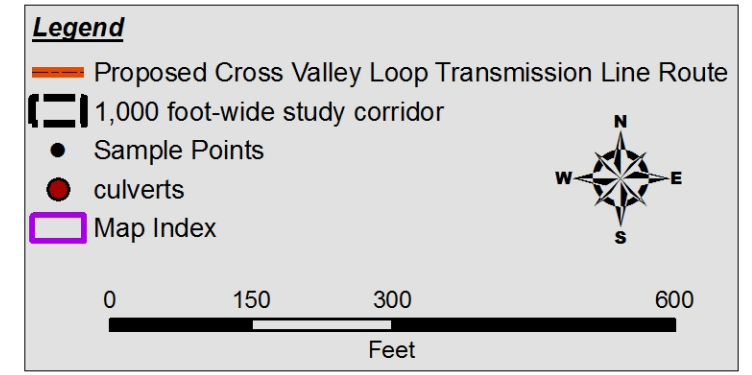 Legend
Proposed Cross Valley Loop Transmission Line Route
1,000 foot-wide study corridor
Sample Points
culverts
Map Index
N
W E
S
0 150 300 600
Feet